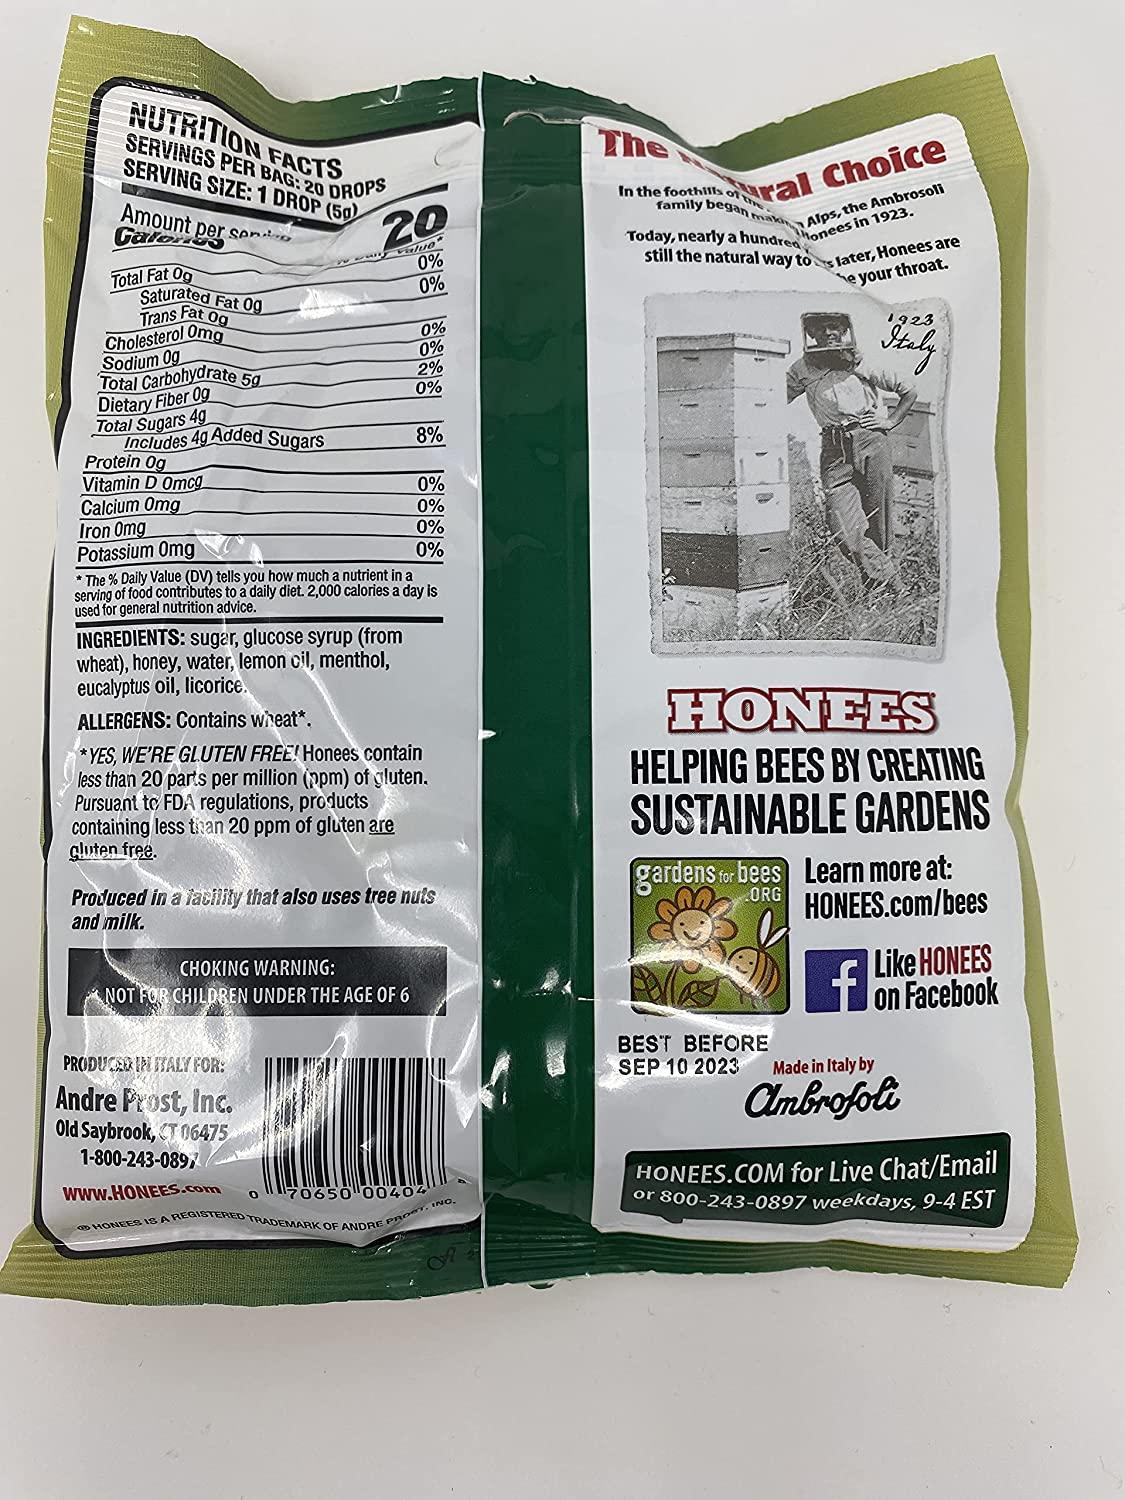 NUTRITION FACTS
SERVINGS PER BAG: 20 DROPS
SERVING SIZE: 1 DROP (5g)
Amount per serving
Calories 20
% Daily Value*
Total Fat 0g 0%
Saturated Fat 0g 0%
Trans Fat 0g
Cholesterol 0mg 0%
Sodium 0g 0%
Total Carbohydrate 5g 2%
Dietary Fiber 0g 0%
Total Sugars 4g
Includes 4g Added Sugars 8%
Protein 0g
Vitamin D 0mcg 0%
Calcium 0mg 0%
Iron 0mg 0%
Potassium 0mg 0%
* The % Daily Value (DV) tells you how much a nutrient in a
serving of food contributes to a daily diet. 2,000 calories a day is
used for general nutrition advice.
INGREDIENTS: sugar, glucose syrup (from
wheat), honey, water, lemon oil, menthol,
eucalyptus oil, licorice.
ALLERGENS: Contains wheat*.
*YES, WE'RE GLUTEN FREE! Honees contain
less than 20 parts per million (ppm) of gluten.
Pursuant to FDA regulations, products
containing less than 20 ppm of gluten are
gluten free.
Produced in a facility that also uses tree nuts
and milk.
CHOKING WARNING:
NOT FOR CHILDREN UNDER THE AGE OF 6
PRODUCED IN ITALY FOR:
Andre Prost, Inc.
Old Saybrook, CT 06475
1-800-243-0897
www.HONEES.com
0 70650 00404 8
® HONEES IS A REGISTERED TRADEMARK OF ANDRE PROST, INC.
The Natural Choice
In the foothills of the Alps, the Ambrosoli
family began making Honees in 1923.
Today, nearly a hundred later, Honees are
still the natural way to your throat.
1923
Italy
HONEES®
HELPING BEES BY CREATING
SUSTAINABLE GARDENS
gardens for bees
.ORG
Learn more at:
HONEES.com/bees
f Like HONEES
on Facebook
BEST BEFORE
SEP 10 2023
Made in Italy by
Ambrosoli
HONEES.COM for Live Chat/Email
or 800-243-0897 weekdays, 9-4 EST